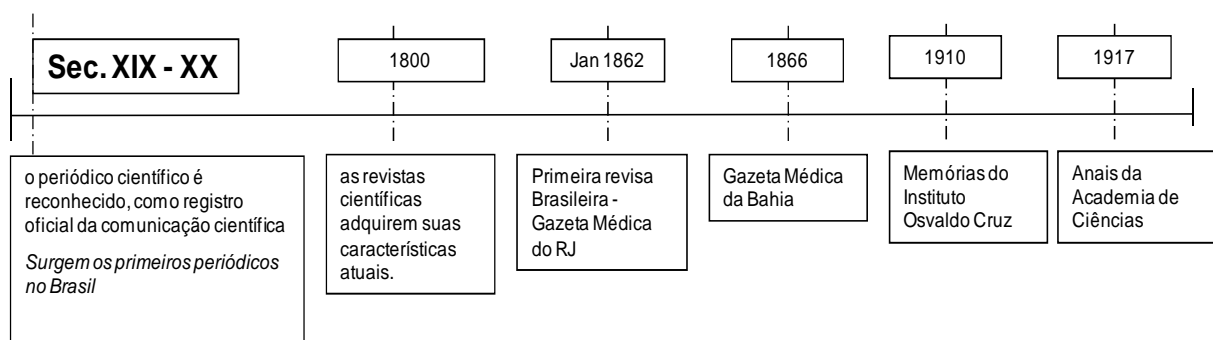 Sec. XIX - XX
1800
Jan 1862
1866
1910
1917
o periódico científico é
reconhecido, como registro
oficial da comunicação científica
Surgem os primeiros periódicos
no Brasil
as revistas
científicas
adquirem suas
características
atuais.
Primeira revisa
Brasileira -
Gazeta Médica
do RJ
Gazeta Médica
da Bahia
Memórias do
Instituto
Osvaldo Cruz
Anais da
Academia de
Ciências